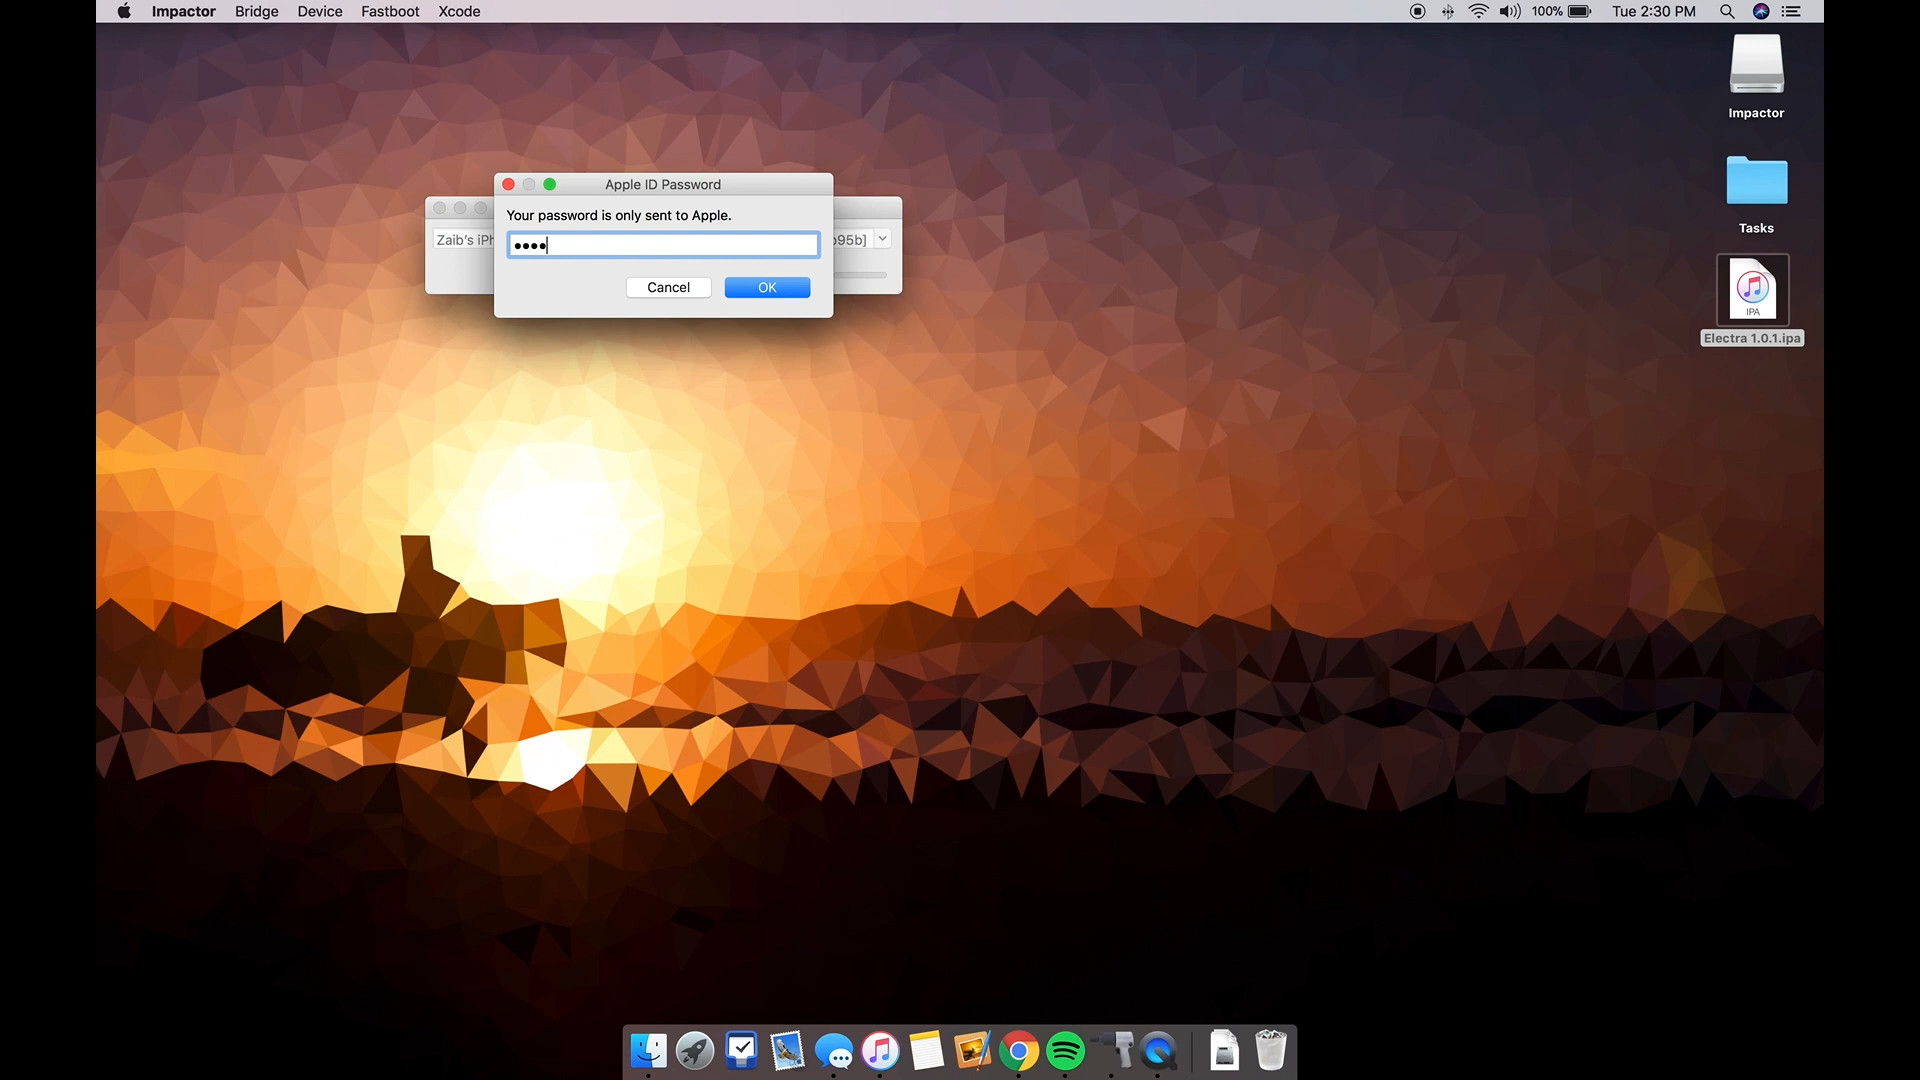 Impactor Bridge Device Fastboot Xcode 100% Tue 2:30 PM
Impactor
Tasks
IPA
Electra 1.0.1.ipa
Apple ID Password
Your password is only sent to Apple.
Zaib’s iPh 95b]
••••
Cancel OK